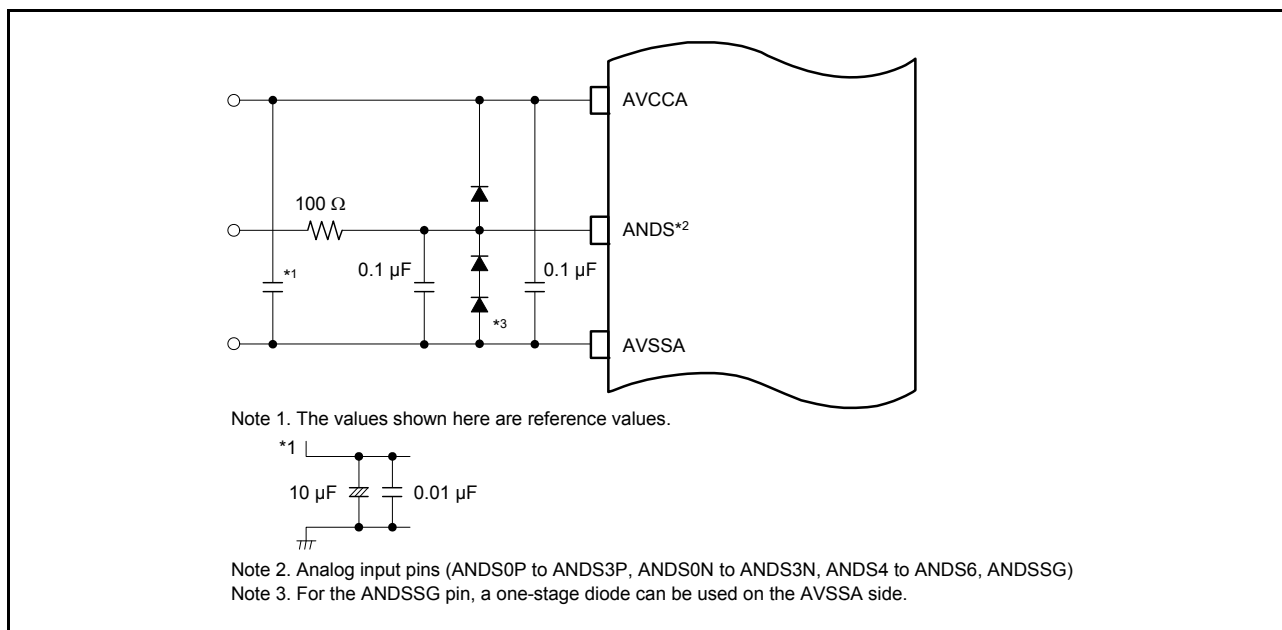 AVCCA
100 Ω
ANDS*2
*1
0.1 µF
0.1 µF
*3
AVSSA
Note 1. The values shown here are reference values.
*1
10 µF
0.01 µF
Note 2. Analog input pins (ANDS0P to ANDS3P, ANDS0N to ANDS3N, ANDS4 to ANDS6, ANDSSG)
Note 3. For the ANDSSG pin, a one-stage diode can be used on the AVSSA side.